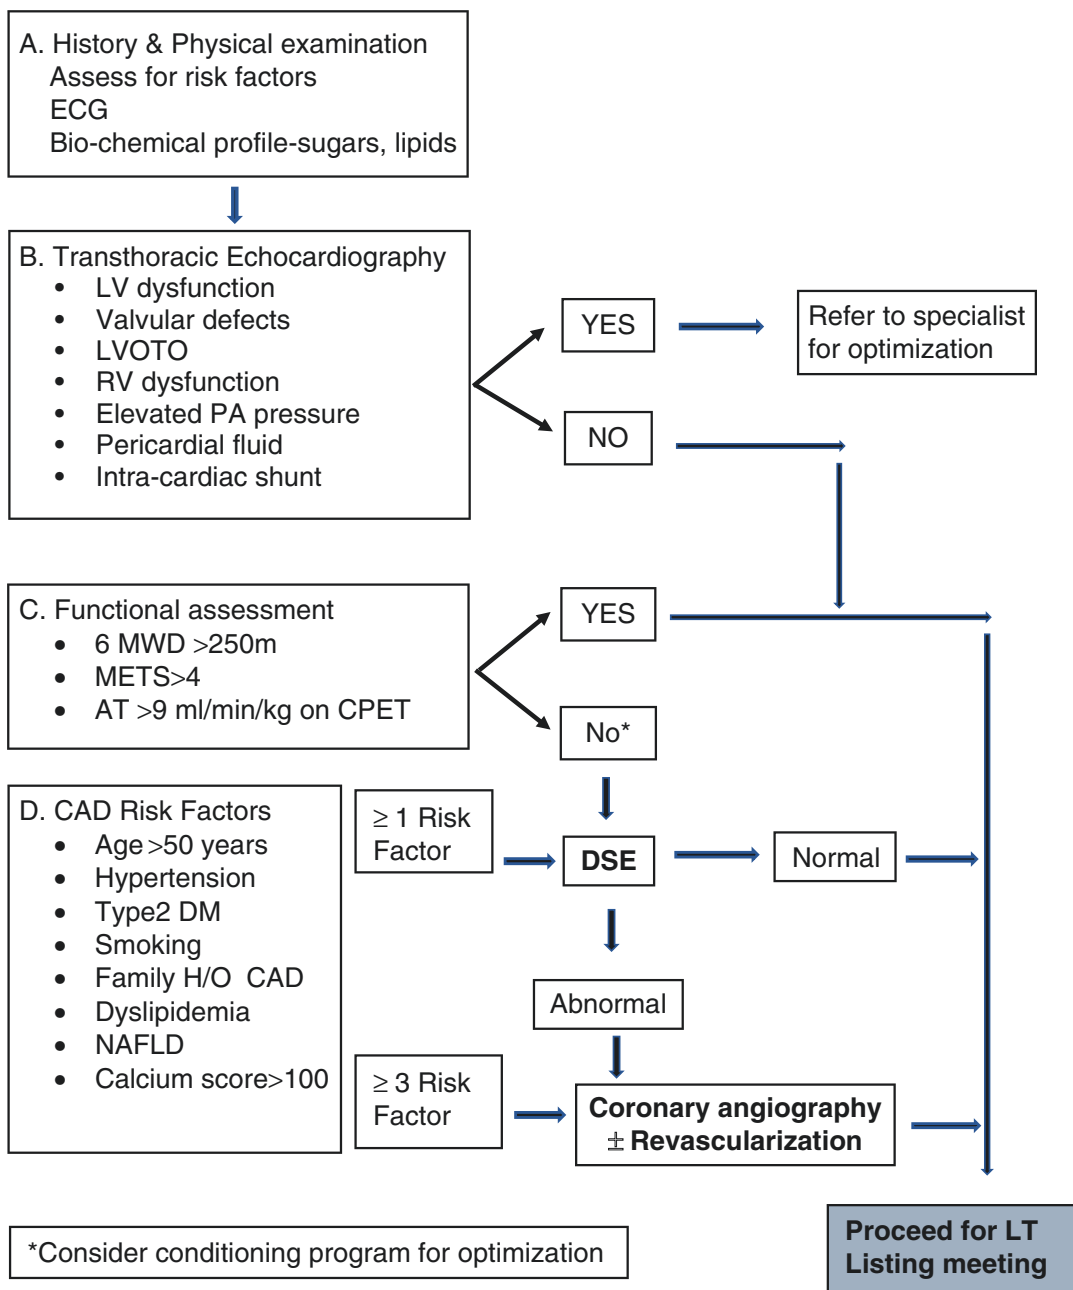 A. History & Physical examination
Assess for risk factors
ECG
Bio-chemical profile-sugars, lipids
B. Transthoracic Echocardiography
• LV dysfunction
• Valvular defects
• LVOTO
• RV dysfunction
• Elevated PA pressure
• Pericardial fluid
• Intra-cardiac shunt
YES
Refer to specialist
for optimization
NO
C. Functional assessment
• 6 MWD >250m
• METS>4
• AT >9 ml/min/kg on CPET
YES
No*
D. CAD Risk Factors
• Age >50 years
• Hypertension
• Type2 DM
• Smoking
• Family H/O CAD
• Dyslipidemia
• NAFLD
• Calcium score>100
≥ 1 Risk
Factor
DSE
Normal
Abnormal
≥ 3 Risk
Factor
Coronary angiography
± Revascularization
*Consider conditioning program for optimization
Proceed for LT
Listing meeting